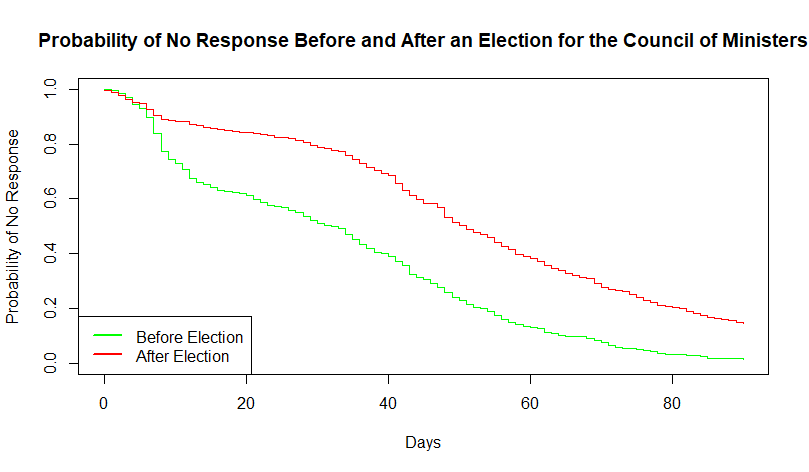 Probability of No Response Before and After an Election for the Council of Ministers
Probability of No Response
1.0
0.8
0.6
0.4
0.2
0.0
Before Election
After Election
0 20 40 60 80
Days